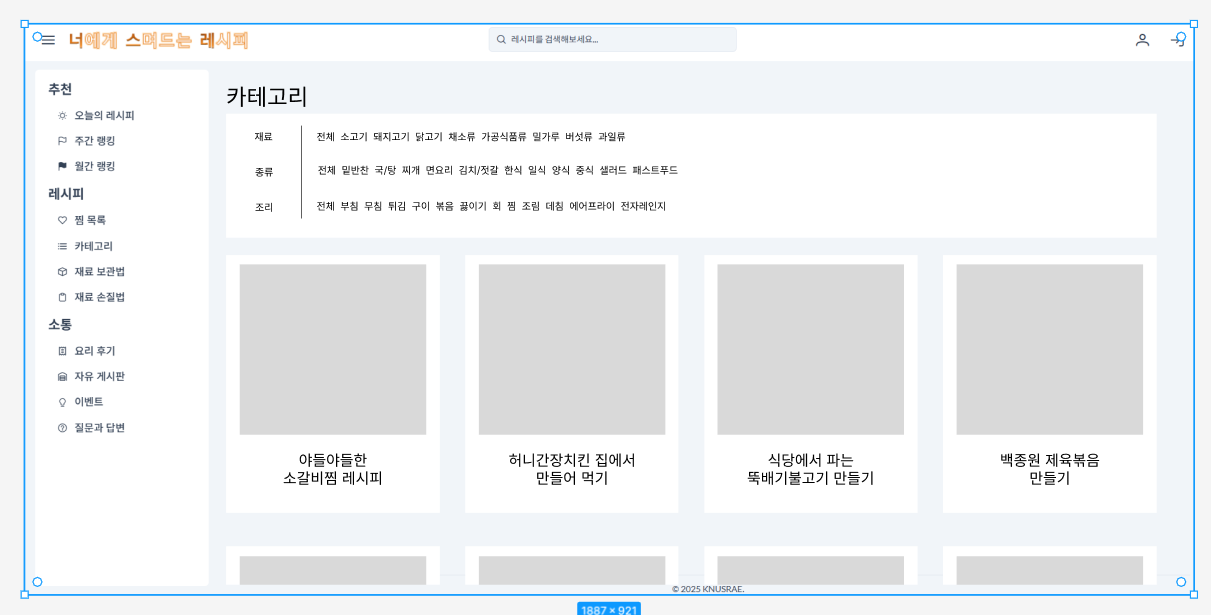 너에게 스며드는 레시피
레시피를 검색해보세요...
추천
오늘의 레시피
주간 랭킹
월간 랭킹
레시피
찜 목록
카테고리
재료 보관법
재료 손질법
소통
요리 후기
자유 게시판
이벤트
질문과 답변
카테고리
재료 전체 소고기 돼지고기 닭고기 채소류 가공식품류 밀가루 버섯류 과일류
종류 전체 밑반찬 국/탕 찌개 면요리 김치/젓갈 한식 일식 양식 중식 샐러드 패스트푸드
조리 전체 부침 무침 튀김 구이 볶음 끓이기 회 찜 조림 데침 에어프라이 전자레인지
야들야들한
소갈비찜 레시피
허니간장치킨 집에서
만들어 먹기
식당에서 파는
뚝배기불고기 만들기
백종원 제육볶음
만들기
© 2025 KNUSRAE.
1887 × 921